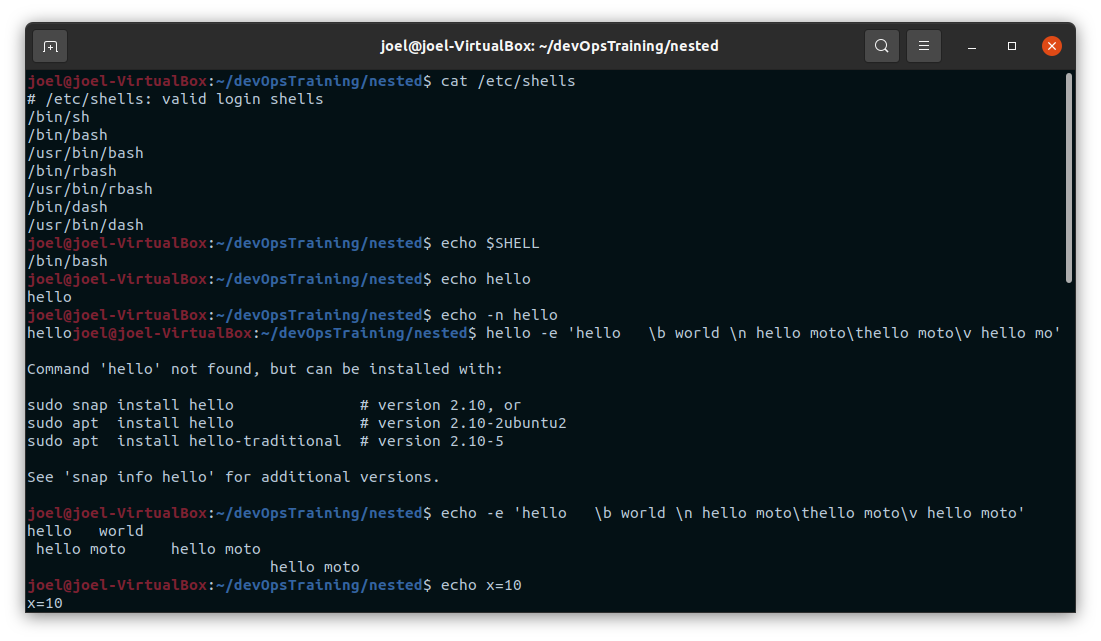 joel@joel-VirtualBox: ~/devOpsTraining/nested
joel@joel-VirtualBox:~/devOpsTraining/nested$ cat /etc/shells
# /etc/shells: valid login shells
/bin/sh
/bin/bash
/usr/bin/bash
/bin/rbash
/usr/bin/rbash
/bin/dash
/usr/bin/dash
joel@joel-VirtualBox:~/devOpsTraining/nested$ echo $SHELL
/bin/bash
joel@joel-VirtualBox:~/devOpsTraining/nested$ echo hello
hello
joel@joel-VirtualBox:~/devOpsTraining/nested$ echo -n hello
hellojoel@joel-VirtualBox:~/devOpsTraining/nested$ hello -e 'hello   \b world \n hello moto\thello moto\v hello mo'
Command 'hello' not found, but can be installed with:
sudo snap install hello              # version 2.10, or
sudo apt  install hello              # version 2.10-2ubuntu2
sudo apt  install hello-traditional  # version 2.10-5
See 'snap info hello' for additional versions.
joel@joel-VirtualBox:~/devOpsTraining/nested$ echo -e 'hello   \b world \n hello moto\thello moto\v hello moto'
hello   world
 hello moto     hello moto
                           hello moto
joel@joel-VirtualBox:~/devOpsTraining/nested$ echo x=10
x=10